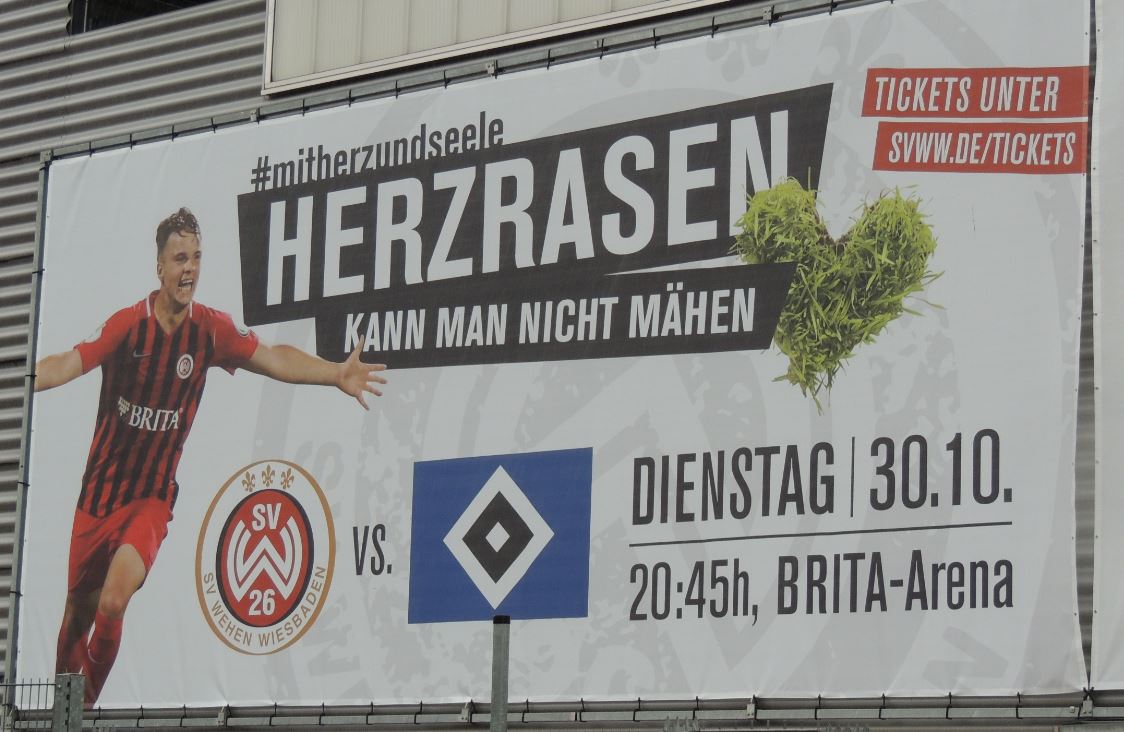 #mitherzundseele
HERZRASEN
KANN MAN NICHT MÄHEN
TICKETS UNTER
SVWW.DE/TICKETS
BRITA
SV
26
SV WEHEN WIESBADEN
VS.
DIENSTAG | 30.10.
20:45h, BRITA-Arena